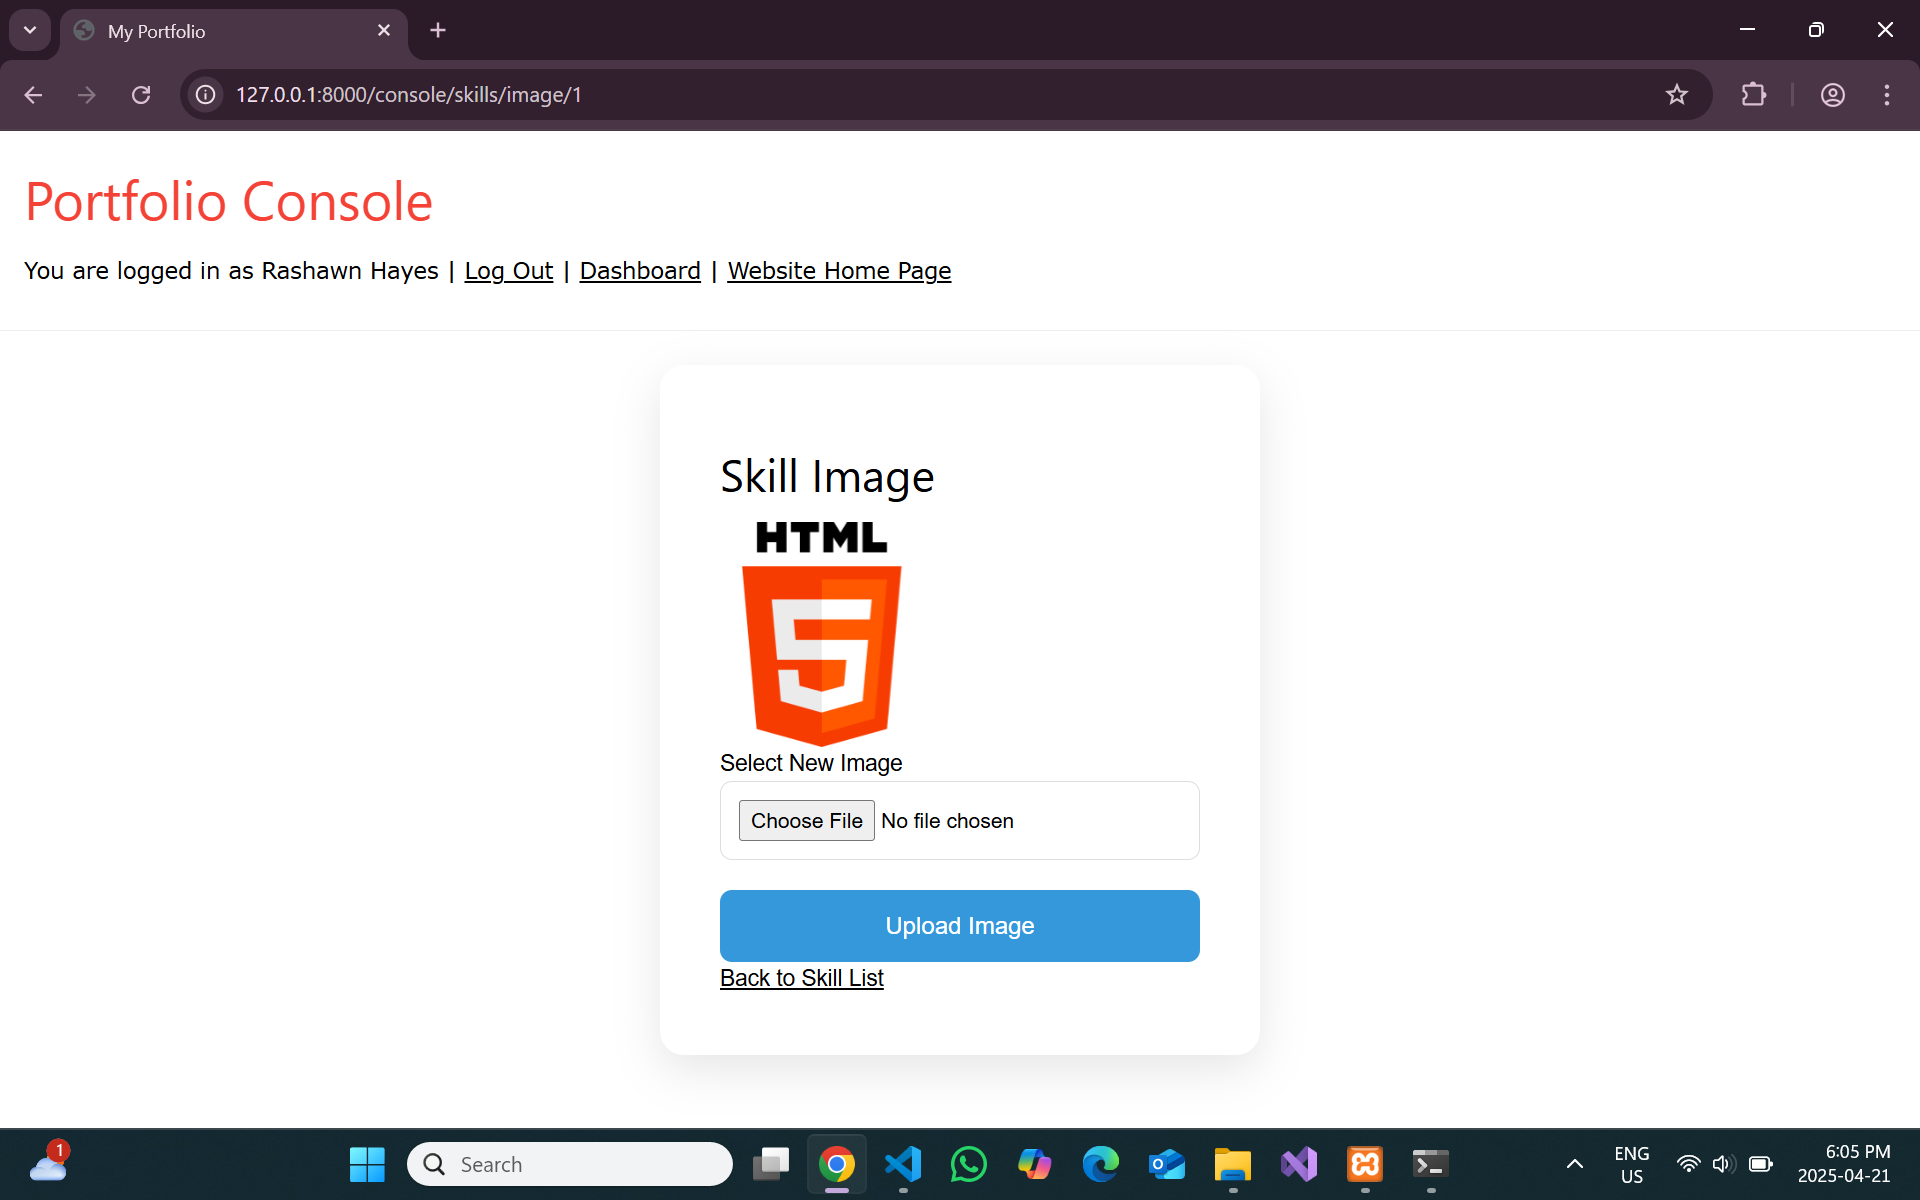 My Portfolio
127.0.0.1:8000/console/skills/image/1
Portfolio Console
You are logged in as Rashawn Hayes | Log Out | Dashboard | Website Home Page
Skill Image
HTML
5
Select New Image
Choose File No file chosen
Upload Image
Back to Skill List
1
Search
ENG
US
6:05 PM
2025-04-21